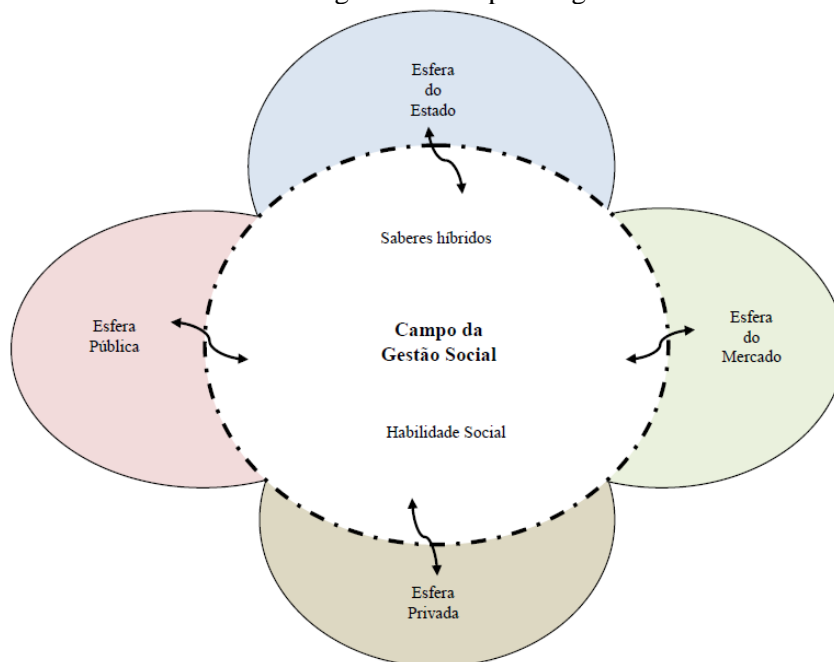 Esfera
do
Estado
Saberes híbridos
Esfera
Pública
Campo da
Gestão Social
Esfera
do
Mercado
Habilidade Social
Esfera
Privada